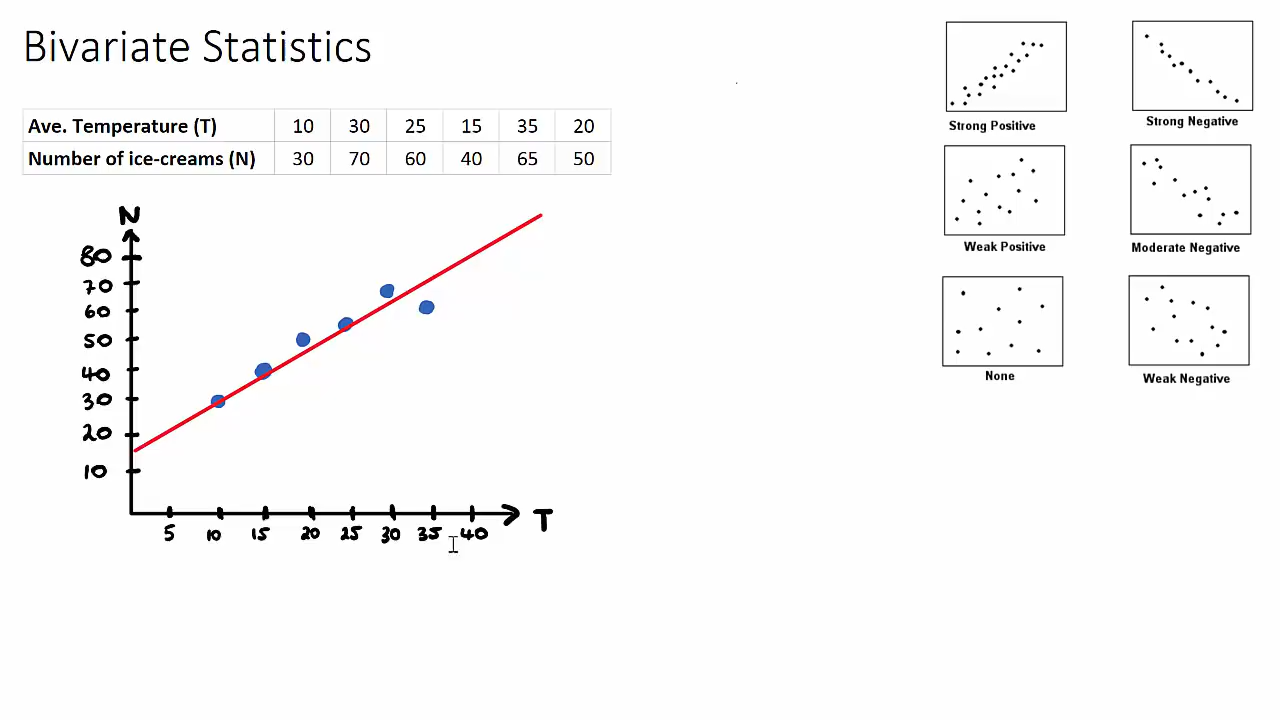 Bivariate Statistics
Ave. Temperature (T) 10 30 25 15 35 20
Number of ice-creams (N) 30 70 60 40 65 50
N
80
70
60
50
40
30
20
10
5 10 15 20 25 30 35 40
T
Strong Positive
Strong Negative
Weak Positive
Moderate Negative
None
Weak Negative